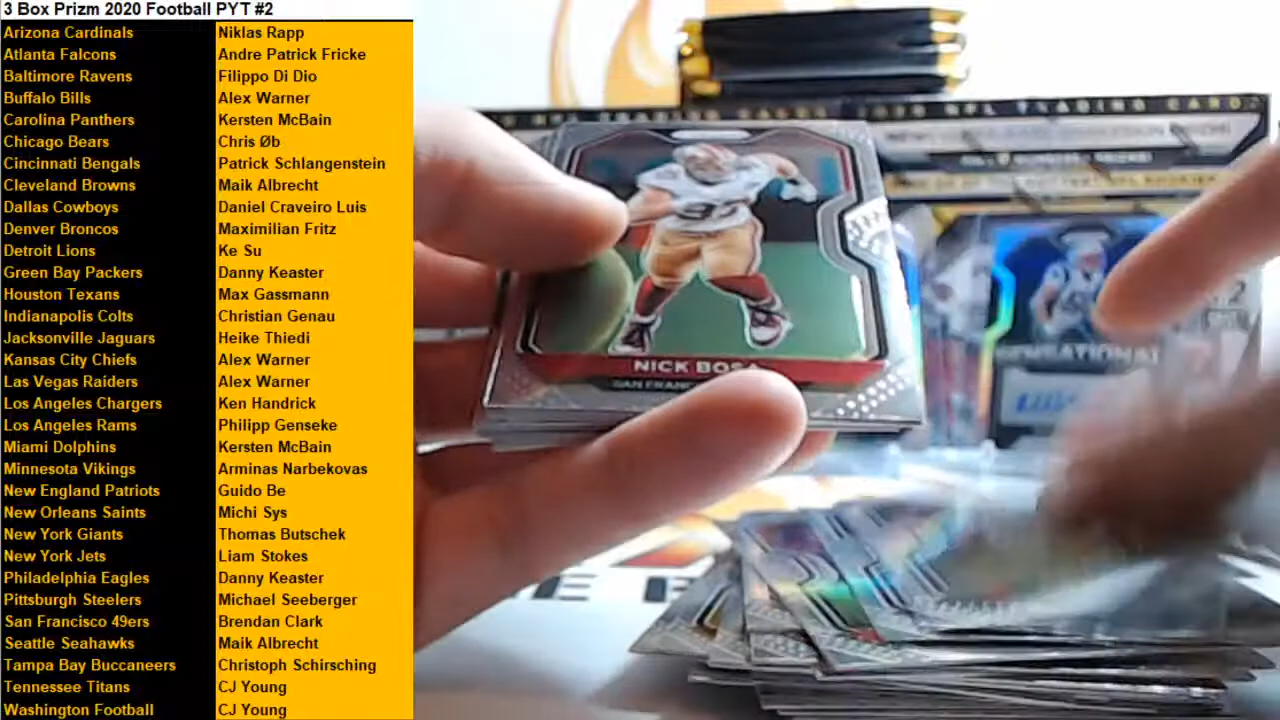 3 Box Prizm 2020 Football PYT #2
Arizona Cardinals Niklas Rapp
Atlanta Falcons Andre Patrick Fricke
Baltimore Ravens Filippo Di Dio
Buffalo Bills Alex Warner
Carolina Panthers Kersten McBain
Chicago Bears Chris Øb
Cincinnati Bengals Patrick Schlangenstein
Cleveland Browns Maik Albrecht
Dallas Cowboys Daniel Craveiro Luis
Denver Broncos Maximilian Fritz
Detroit Lions Ke Su
Green Bay Packers Danny Keaster
Houston Texans Max Gassmann
Indianapolis Colts Christian Genau
Jacksonville Jaguars Heike Thiedi
Kansas City Chiefs Alex Warner
Las Vegas Raiders Alex Warner
Los Angeles Chargers Ken Handrick
Los Angeles Rams Philipp Genseke
Miami Dolphins Kersten McBain
Minnesota Vikings Arminas Narbekovas
New England Patriots Guido Be
New Orleans Saints Michi Sys
New York Giants Thomas Butschek
New York Jets Liam Stokes
Philadelphia Eagles Danny Keaster
Pittsburgh Steelers Michael Seeberger
San Francisco 49ers Brendan Clark
Seattle Seahawks Maik Albrecht
Tampa Bay Buccaneers Christoph Schirsching
Tennessee Titans CJ Young
Washington Football CJ Young
NICK BOSA